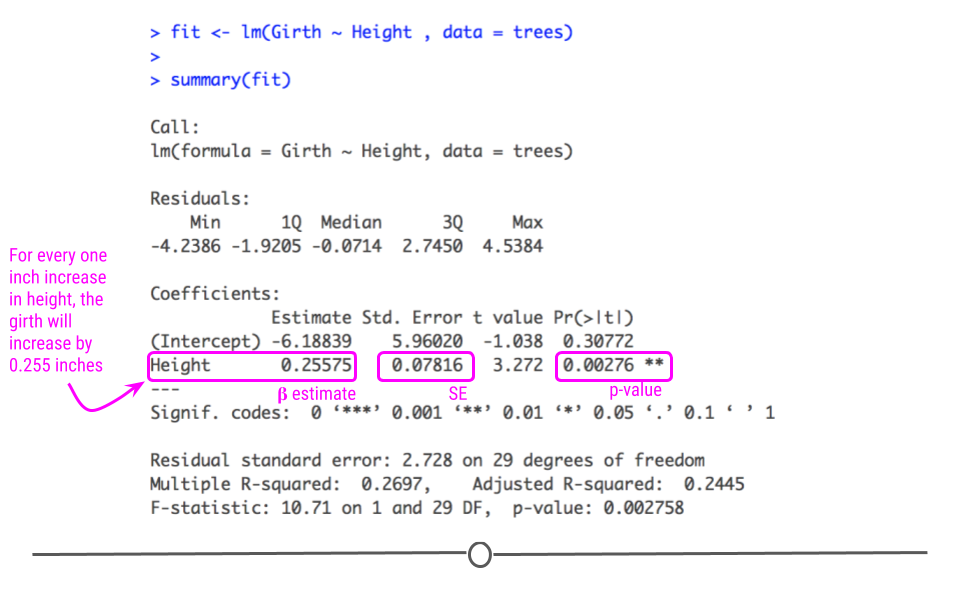 > fit <- lm(Girth ~ Height , data = trees)
>
> summary(fit)
Call:
lm(formula = Girth ~ Height, data = trees)
Residuals:
Min 1Q Median 3Q Max
-4.2386 -1.9205 -0.0714 2.7450 4.5384
For every one
inch increase
in height, the
girth will
increase by
0.255 inches
Coefficients:
Estimate Std. Error t value Pr(>|t|)
(Intercept) -6.18839 5.96020 -1.038 0.30772
Height 0.25575 0.07816 3.272 0.00276 **
---
β estimate SE p-value
Signif. codes: 0 ‘***’ 0.001 ‘**’ 0.01 ‘*’ 0.05 ‘.’ 0.1 ‘ ’ 1
Residual standard error: 2.728 on 29 degrees of freedom
Multiple R-squared: 0.2697, Adjusted R-squared: 0.2445
F-statistic: 10.71 on 1 and 29 DF, p-value: 0.002758